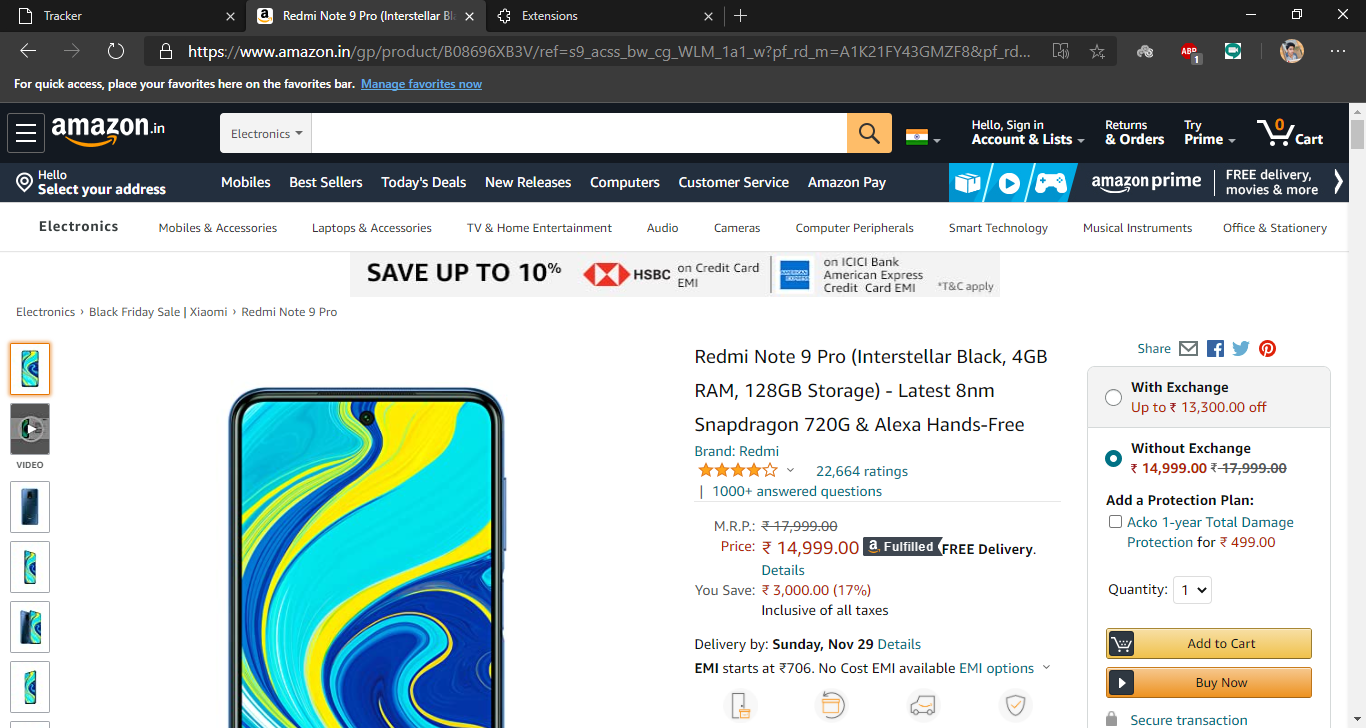 Tracker
Redmi Note 9 Pro (Interstellar Bl
Extensions
https://www.amazon.in/gp/product/B08696XB3V/ref=s9_acss_bw_cg_WLM_1a1_w?pf_rd_m=A1K21FY43GMZF8&pf_rd...
ABP
1
For quick access, place your favorites here on the favorites bar. Manage favorites now
amazon.in
Electronics
Hello, Sign in
Account & Lists
Returns
& Orders
Try
Prime
0
Cart
Hello
Select your address
Mobiles
Best Sellers
Today's Deals
New Releases
Computers
Customer Service
Amazon Pay
amazon prime
FREE delivery,
movies & more
Electronics
Mobiles & Accessories
Laptops & Accessories
TV & Home Entertainment
Audio
Cameras
Computer Peripherals
Smart Technology
Musical Instruments
Office & Stationery
SAVE UP TO 10%
HSBC
on Credit Card
EMI
AMERICAN
EXPRESS
on ICICI Bank
American Express
Credit Card EMI
*T&C apply
Electronics › Black Friday Sale | Xiaomi › Redmi Note 9 Pro
VIDEO
Redmi Note 9 Pro (Interstellar Black, 4GB
RAM, 128GB Storage) - Latest 8nm
Snapdragon 720G & Alexa Hands-Free
Brand: Redmi
22,664 ratings
| 1000+ answered questions
M.R.P.: ₹ 17,999.00
Price: ₹ 14,999.00 a Fulfilled FREE Delivery.
Details
You Save: ₹ 3,000.00 (17%)
Inclusive of all taxes
Delivery by: Sunday, Nov 29 Details
EMI starts at ₹706. No Cost EMI available EMI options
Share
With Exchange
Up to ₹ 13,300.00 off
Without Exchange
₹ 14,999.00 ₹ 17,999.00
Add a Protection Plan:
Acko 1-year Total Damage
Protection for ₹ 499.00
Quantity: 1
Add to Cart
Buy Now
Secure transaction